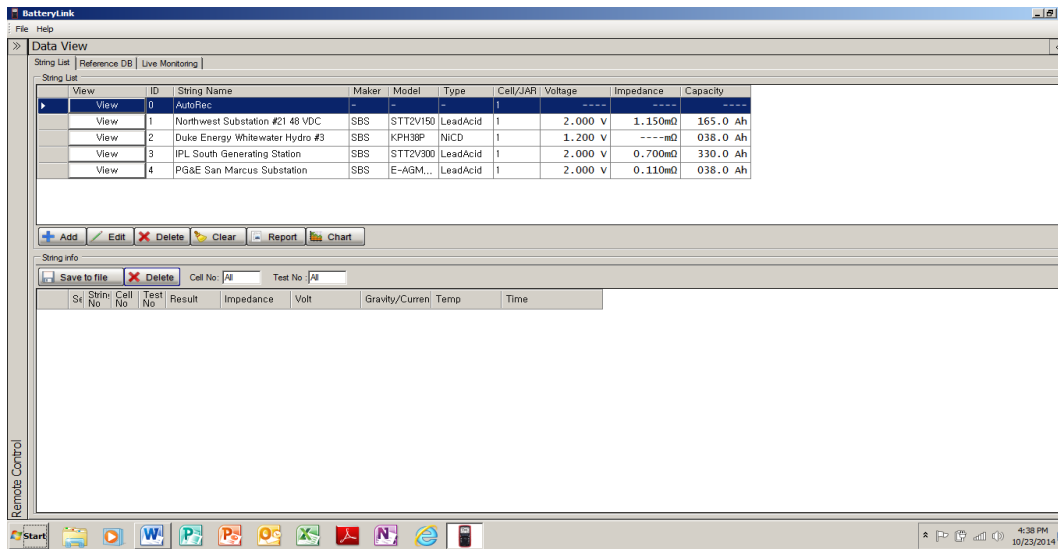 BatteryLink
File Help
Data View
String List Reference DB Live Monitoring
String List
View ID String Name Maker Model Type Cell/JAR Voltage Impedance Capacity
View 0 AutoRec - - - 1 ---- ---- ----
View 1 Northwest Substation #21 48 VDC SBS STT2V150 LeadAcid 1 2.000 V 1.150mΩ 165.0 Ah
View 2 Duke Energy Whitewater Hydro #3 SBS KPH38P NiCD 1 1.200 V ----mΩ 038.0 Ah
View 3 IPL South Generating Station SBS STT2V300 LeadAcid 1 2.000 V 0.700mΩ 330.0 Ah
View 4 PG&E San Marcus Substation SBS E-AGM... LeadAcid 1 2.000 V 0.110mΩ 038.0 Ah
Add Edit Delete Clear Report Chart
String info
Save to file Delete Cell No: All Test No : All
Se String No Cell No Test No Result Impedance Volt Gravity/Curren Temp Time
Remote Control
Start 4:38 PM
10/23/2014